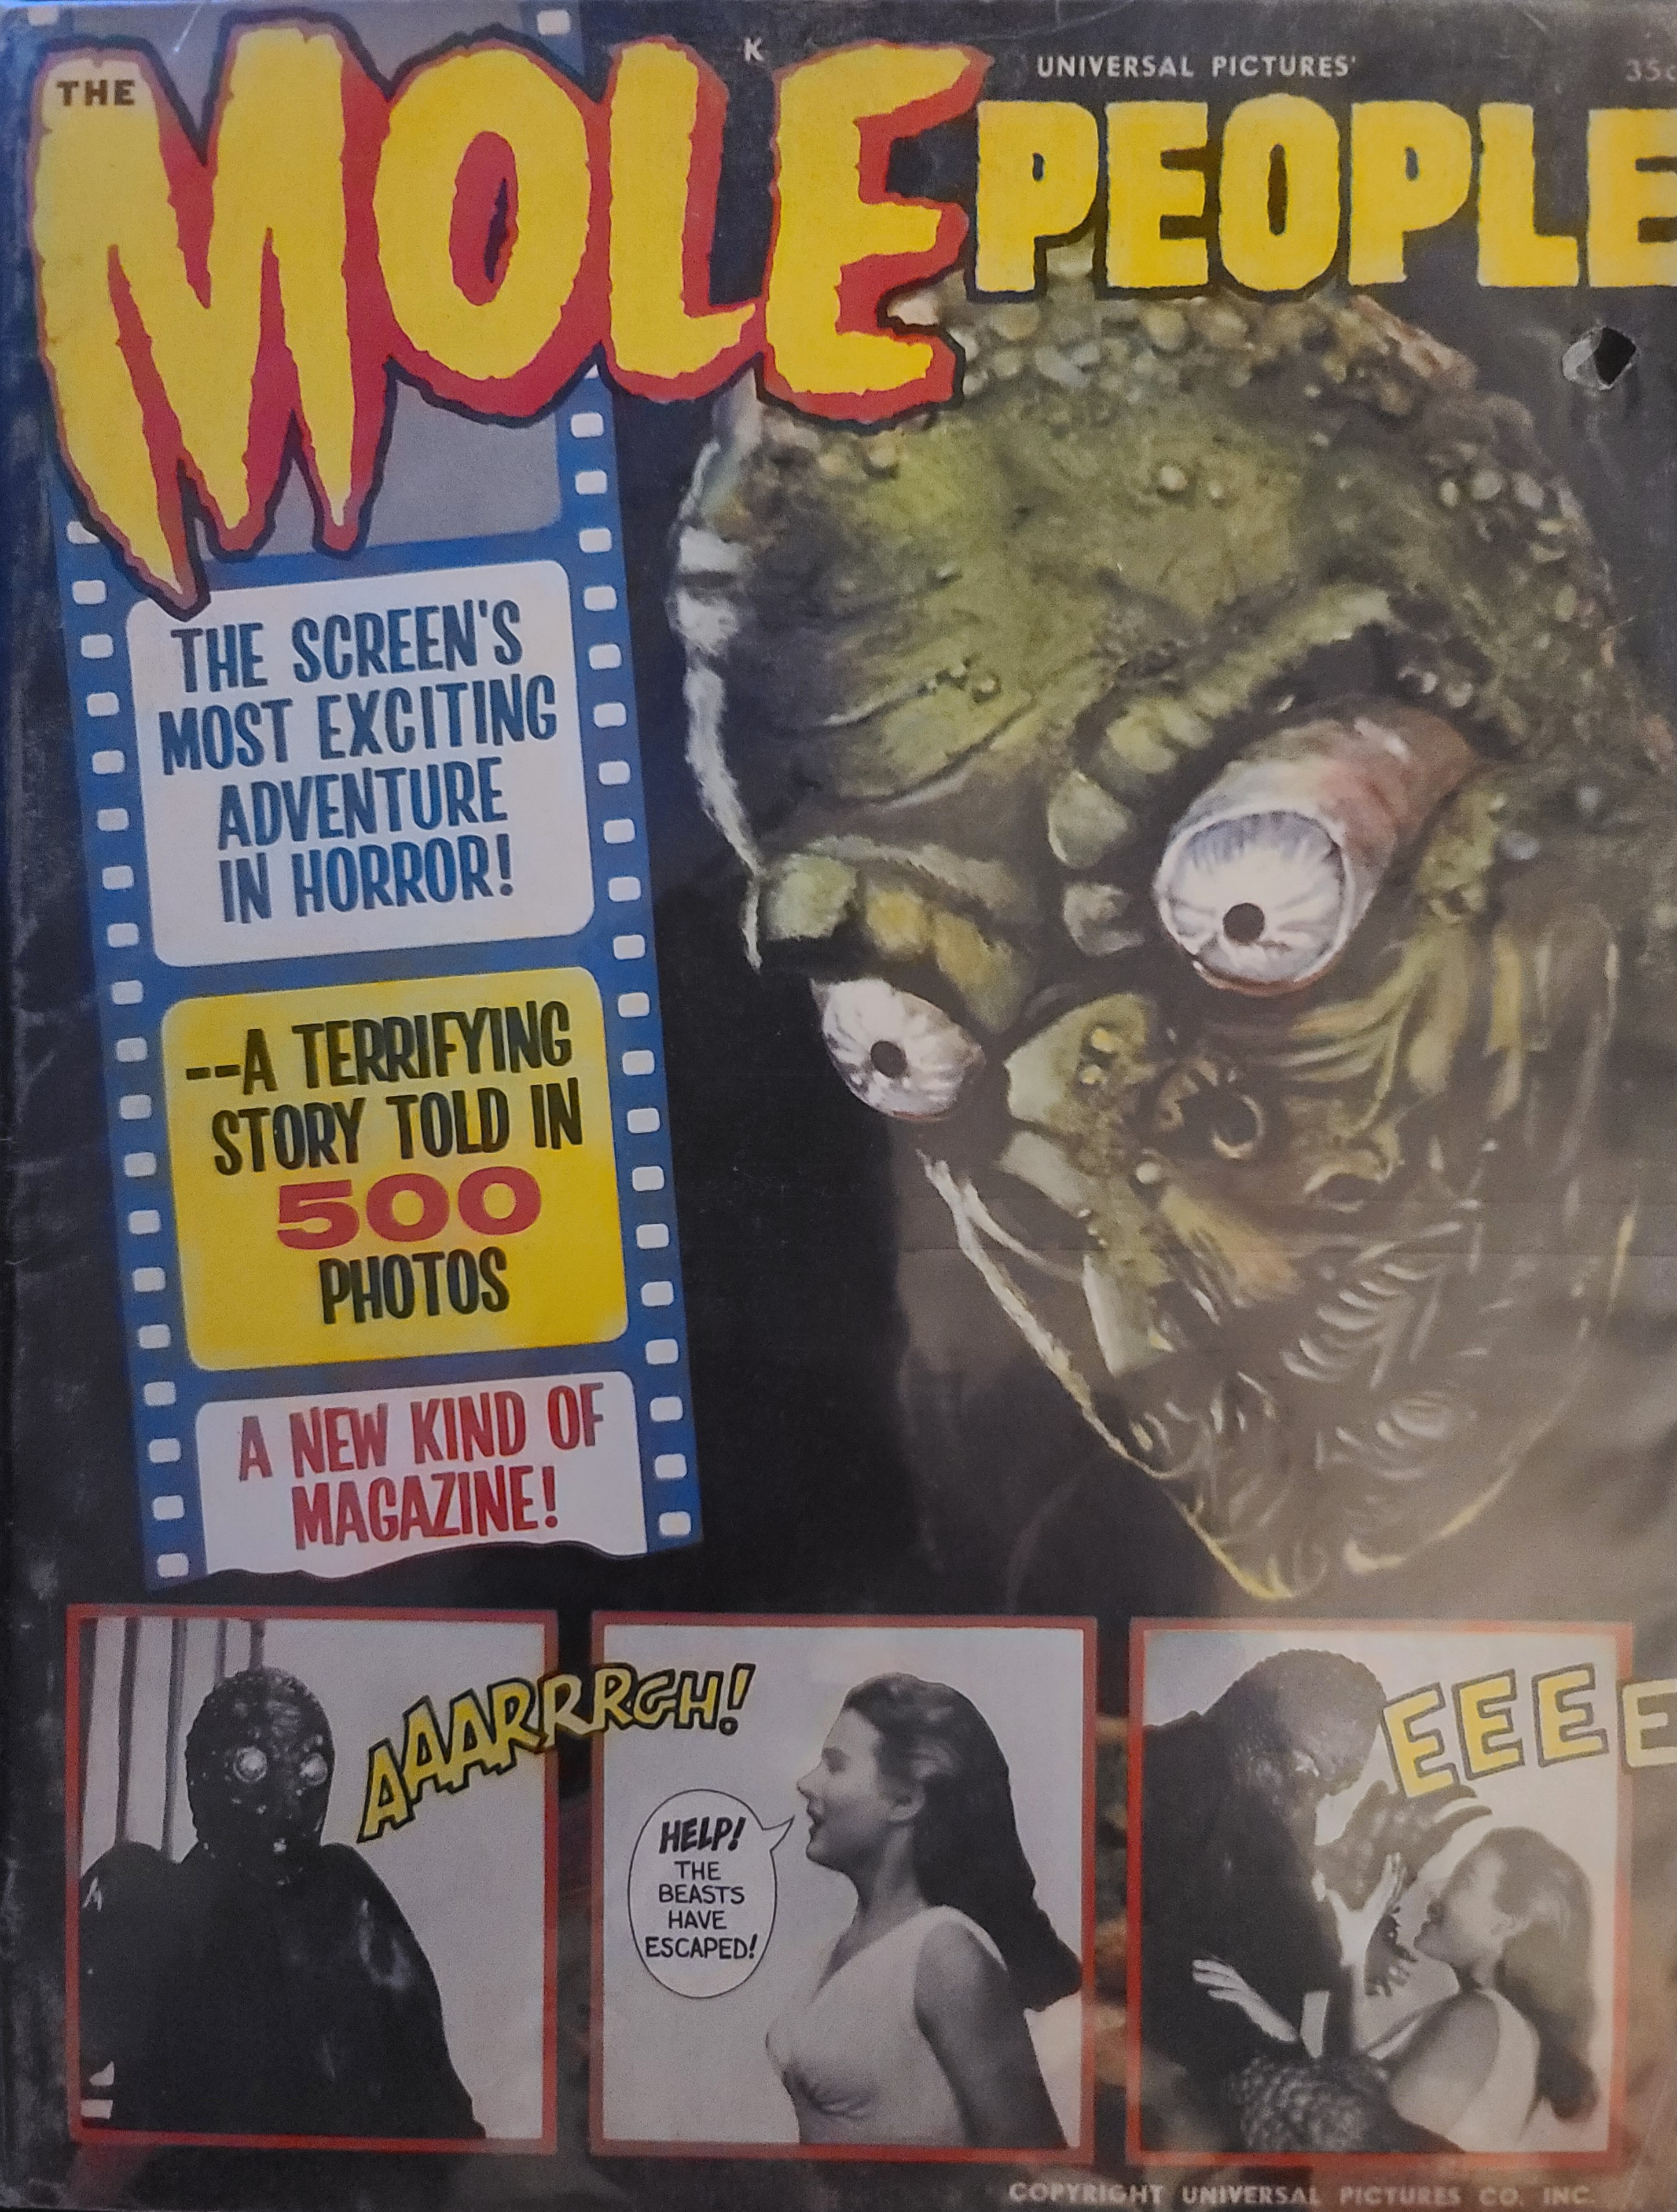 THE
MOLE
K
UNIVERSAL PICTURES'
35¢
PEOPLE
THE SCREEN'S
MOST EXCITING
ADVENTURE
IN HORROR!
--A TERRIFYING
STORY TOLD IN
500
PHOTOS
A NEW KIND OF
MAGAZINE!
AAARRRGH!
HELP!
THE
BEASTS
HAVE
ESCAPED!
EEEE
COPYRIGHT UNIVERSAL PICTURES CO. INC.